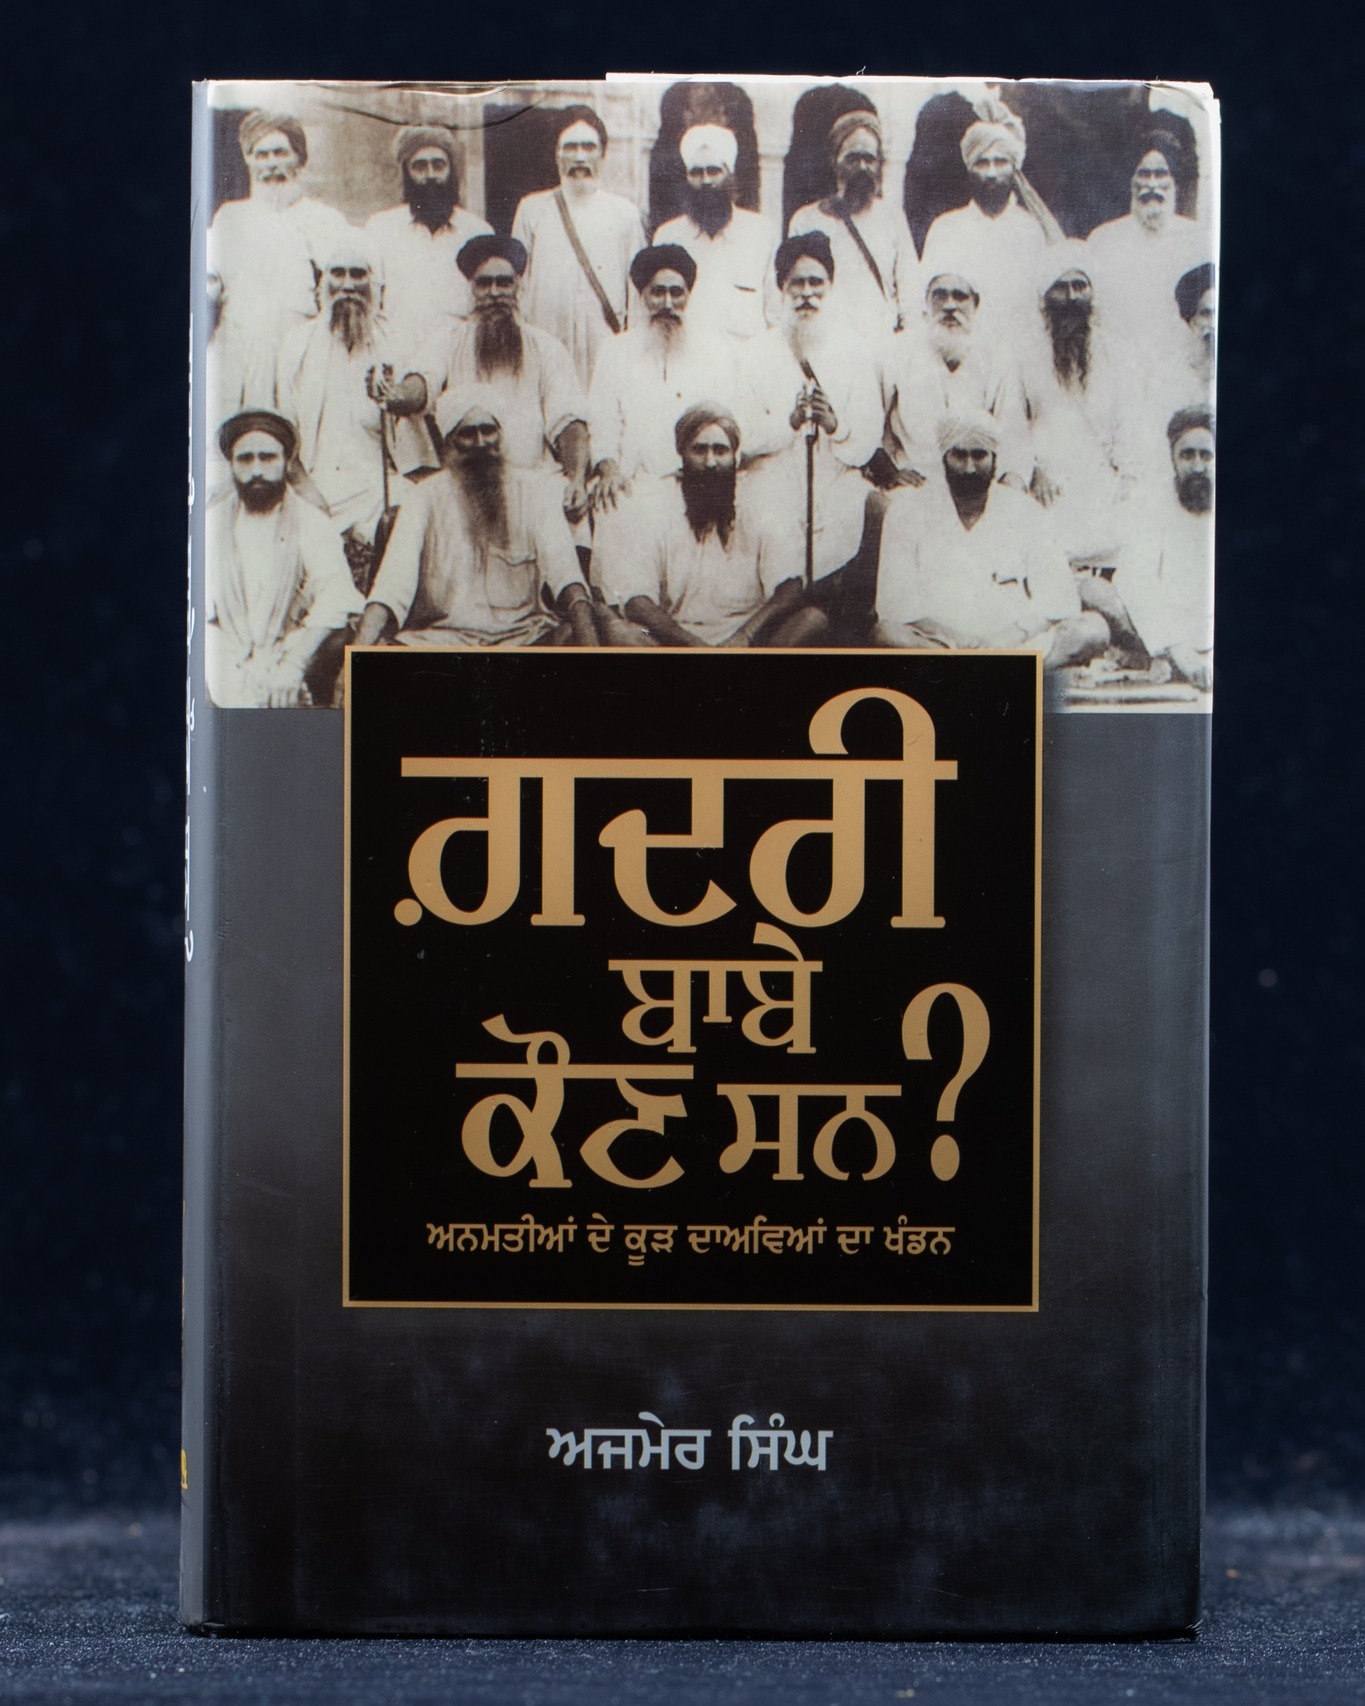 ਗ਼ਦਰੀ
ਬਾਬੇ
ਕੌਣ ਸਨ?
ਅਨਮਤੀਆਂ ਦੇ ਕੂੜ ਦਾਅਵਿਆਂ ਦਾ ਖੰਡਨ
ਅਜਮੇਰ ਸਿੰਘ